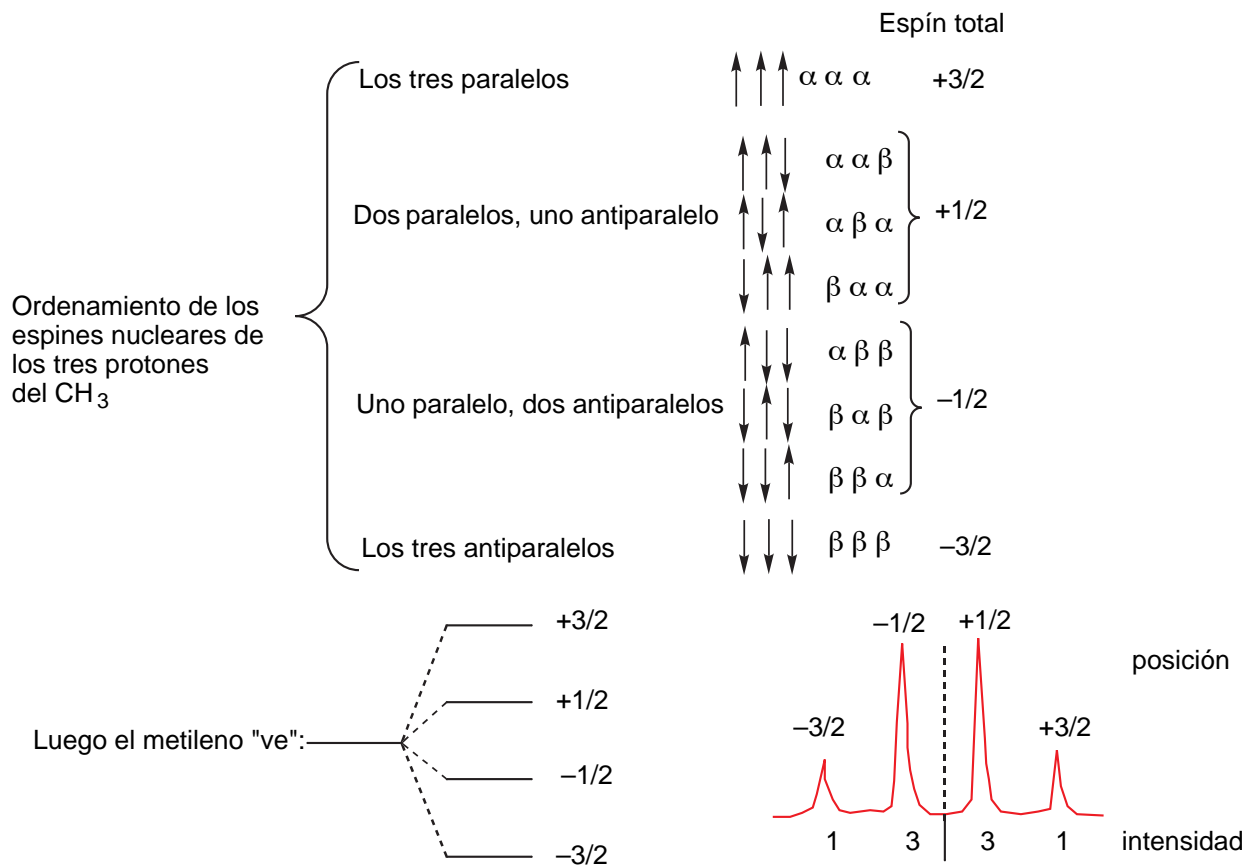 Espín total
Los tres paralelos α α α +3/2
α α β
Dos paralelos, uno antiparalelo α β α +1/2
β α α
Ordenamiento de los
espines nucleares de
los tres protones
del CH3
α β β
Uno paralelo, dos antiparalelos β α β –1/2
β β α
Los tres antiparalelos β β β –3/2
+3/2
+1/2
Luego el metileno "ve":
–1/2
–3/2
–1/2 +1/2
posición
–3/2 +3/2
1 3 3 1 intensidad